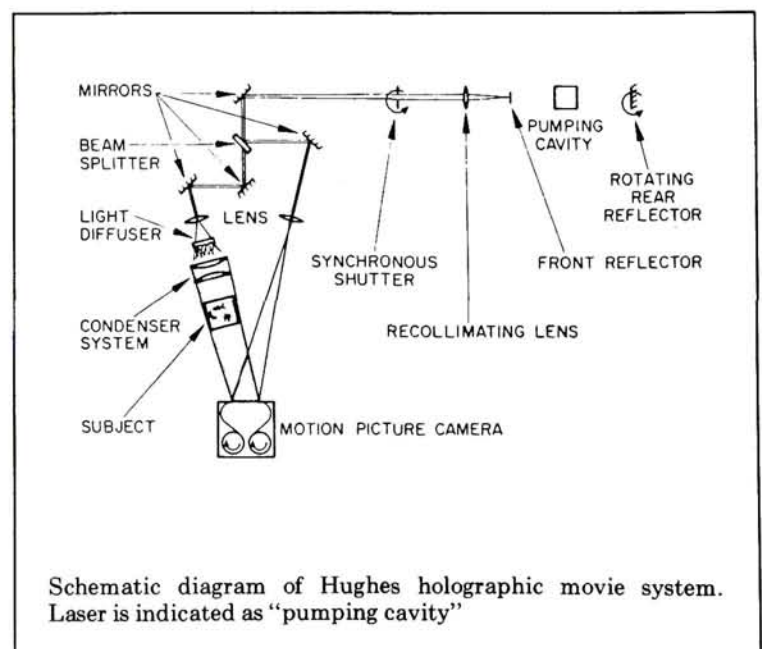 MIRRORS
BEAM
SPLITTER
LIGHT
DIFFUSER
LENS
CONDENSER
SYSTEM
SUBJECT
MOTION PICTURE CAMERA
SYNCHRONOUS
SHUTTER
RECOLLIMATING LENS
FRONT REFLECTOR
PUMPING
CAVITY
ROTATING
REAR
REFLECTOR
Schematic diagram of Hughes holographic movie system.
Laser is indicated as "pumping cavity"